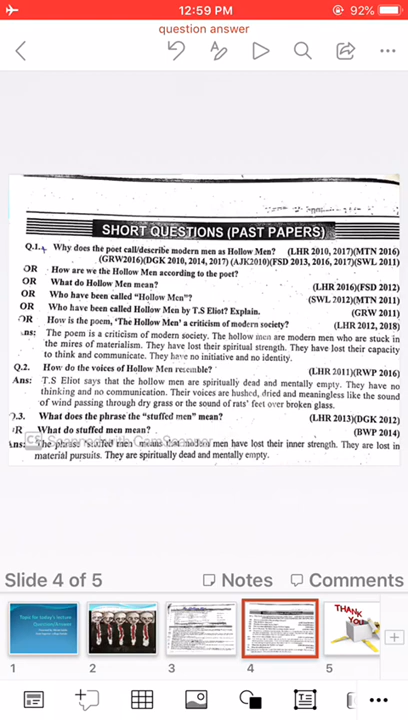 12:59 PM
92%
question answer
SHORT QUESTIONS (PAST PAPERS)
Q.1. Why does the poet call/describe modern men as Hollow Men? (LHR 2010, 2017)(MTN 2016)
(GRW2016)(DGK 2010, 2014, 2017) (AJK2010)(FSD 2013, 2016, 2017)(SWL 2011)
OR How are we the Hollow Men according to the poet?
OR What do Hollow Men mean? (LHR 2016)(FSD 2012)
OR Who have been called "Hollow Men"? (SWL 2012)(MTN 2011)
OR Who have been called Hollow Men by T.S Eliot? Explain. (GRW 2011)
OR How is the poem, 'The Hollow Men' a criticism of modern society? (LHR 2012, 2018)
ns: The poem is a criticism of modern society. The hollow men are modern men who are stuck in
the mires of materialism. They have lost their spiritual strength. They have lost their capacity
to think and communicate. They have no initiative and no identity.
Q.2. How do the voices of Hollow Men resemble? (LHR 2011)(RWP 2016)
Ans: T.S Eliot says that the hollow men are spiritually dead and mentally empty. They have no
thinking and no communication. Their voices are hushed, dried and meaningless like the sound
of wind passing through dry grass or the sound of rats' feet over broken glass.
.3. What does the phrase the "stuffed men" mean? (LHR 2013)(DGK 2012)
R What do stuffed men mean? (BWP 2014)
CS Scanned with CamScanner
ns: The phrase "stuffed men" means that modern men have lost their inner strength. They are lost in
material pursuits. They are spiritually dead and mentally empty.
Slide 4 of 5
Notes
Comments
Topic for today's lecture
Question/Answer
THANK
YOU
1
2
3
4
5